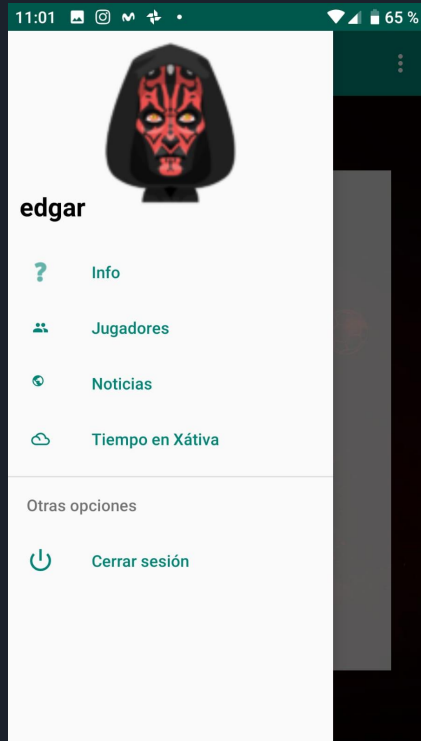 11:01 65 %
edgar
? Info
Jugadores
Noticias
Tiempo en Xátiva
Otras opciones
Cerrar sesión